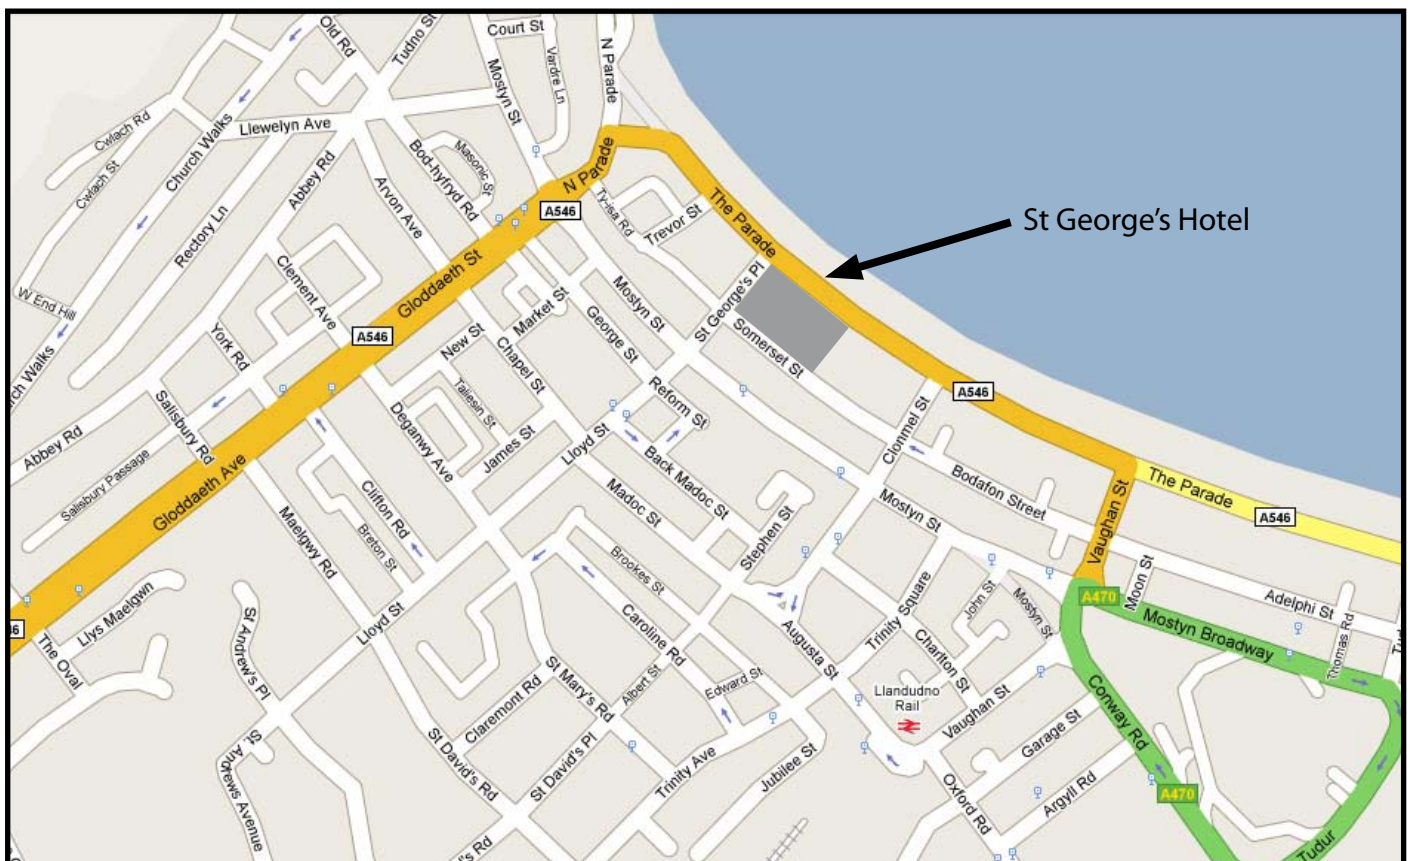 Old Rd
Tudno St
Court St
Mostyn St
Vardre Ln
N Parade
Cwlach Rd
Cwlach St
Church Walks
Llewelyn Ave
Abbey Rd
Rectory Ln
Arvon Ave
Bod-hyfryd Rd
Masonic St
N Parade
A546
Ty-isa Rd
Trevor St
The Parade
St George's Hotel
W End Hill
Clement Ave
Gloddaeth St
A546
York Rd
New St
Market St
George St
Mostyn St
St George's Pl
Somerset St
rch Walks
Abbey Rd
Salisbury Rd
Salisbury Passage
Gloddaeth Ave
Deganwy Ave
Taliesin St
Chapel St
James St
Lloyd St
Reform St
Back Madoc St
Madoc St
Clonmel St
A546
Bodafon Street
The Parade
A546
Vaughan St
Mostyn St
Stephen St
Clifton Rd
Breton St
Maelgwy Rd
Brookes St
Caroline Rd
Trinity Square
John St
Mostyn St
A470
Moon St
Adelphi St
Thomas Rd
Mostyn Broadway
Llys Maelgwn
The Oval
St Andrew's Pl
Lloyd St
Augusta St
Charlton St
St Mary's Rd
Albert St
Edward St
Claremont Rd
Llandudno
Rail
Vaughan St
Conway Rd
Garage St
St. Andrews Avenue
St David's Rd
St David's Pl
Trinity Ave
Jubilee St
Oxford Rd
Argyll Rd
A470
Tudur
's Rd